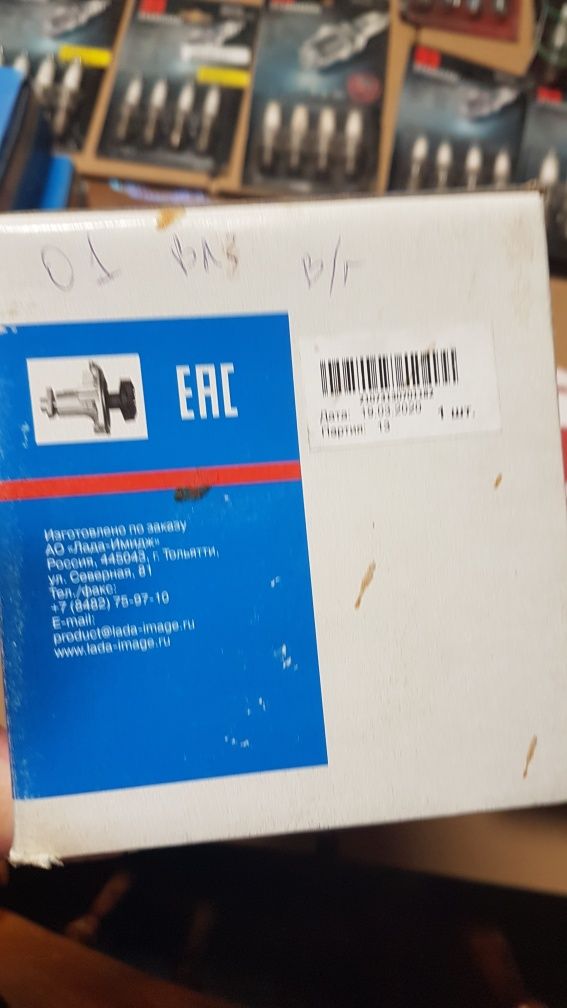 01 ВАЗ В/Г
EAC
Дата: 19.03.2020 1 шт.
Партия: 13
Изготовлено по заказу
АО «Лада-Имидж»
Россия, 445043, г. Тольятти,
ул. Северная, 81
Тел./факс:
+7 (8482) 75-97-10
E-mail:
product@lada-image.ru
www.lada-image.ru